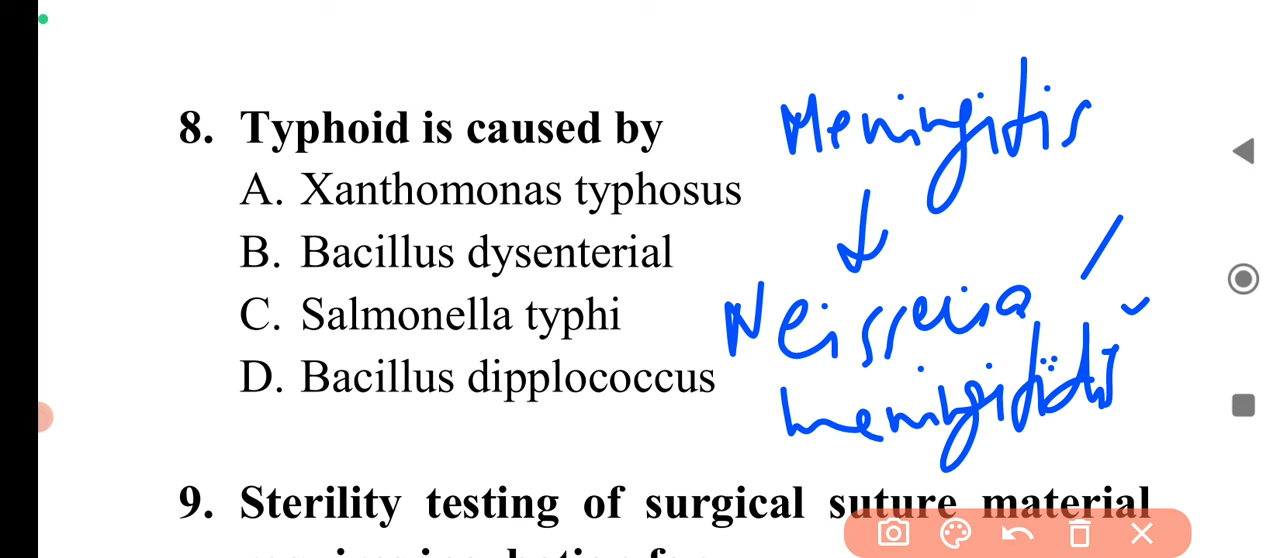 8. Typhoid is caused by
A. Xanthomonas typhosus
B. Bacillus dysenterial
C. Salmonella typhi
D. Bacillus dipplococcus
Meningitis
Neisseria
meningitidis
9. Sterility testing of surgical suture material